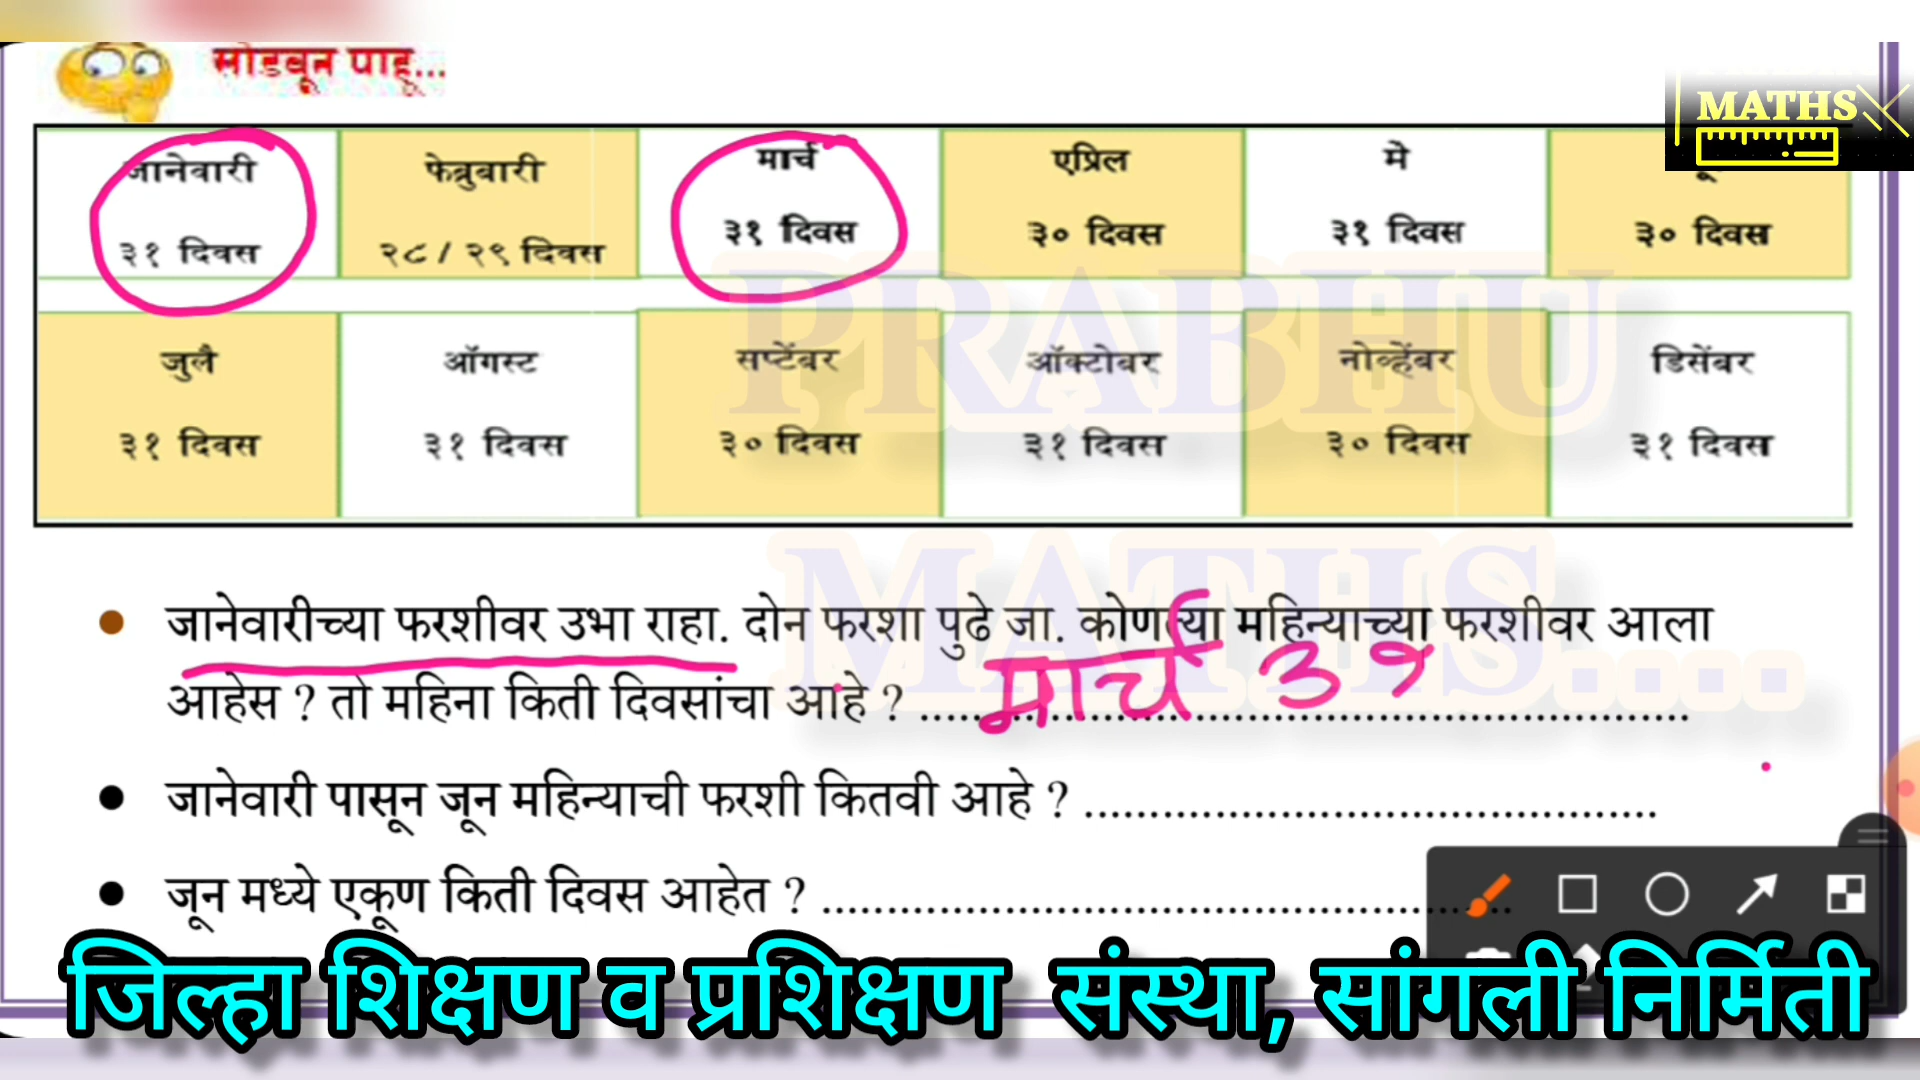 सोडवून पाहू...
MATHS
जानेवारी फेब्रुबारी मार्च एप्रिल मे
३१ दिवस २८ / २९ दिवस ३१ दिवस ३० दिवस ३१ दिवस ३० दिवस
जुलै ऑगस्ट सप्टेंबर ऑक्टोबर नोव्हेंबर डिसेंबर
३१ दिवस ३१ दिवस ३० दिवस ३१ दिवस ३० दिवस ३१ दिवस
PRABHU
MATHS....
जानेवारीच्या फरशीवर उभा राहा. दोन फरशा पुढे जा. कोणत्या महिन्याच्या फरशीवर आला
आहेस ? तो महिना किती दिवसांचा आहे ? .......... मार्च ३१
जानेवारी पासून जून महिन्याची फरशी कितवी आहे ? ..........
जून मध्ये एकूण किती दिवस आहेत ? ..........
जिल्हा शिक्षण व प्रशिक्षण संस्था, सांगली निर्मिती